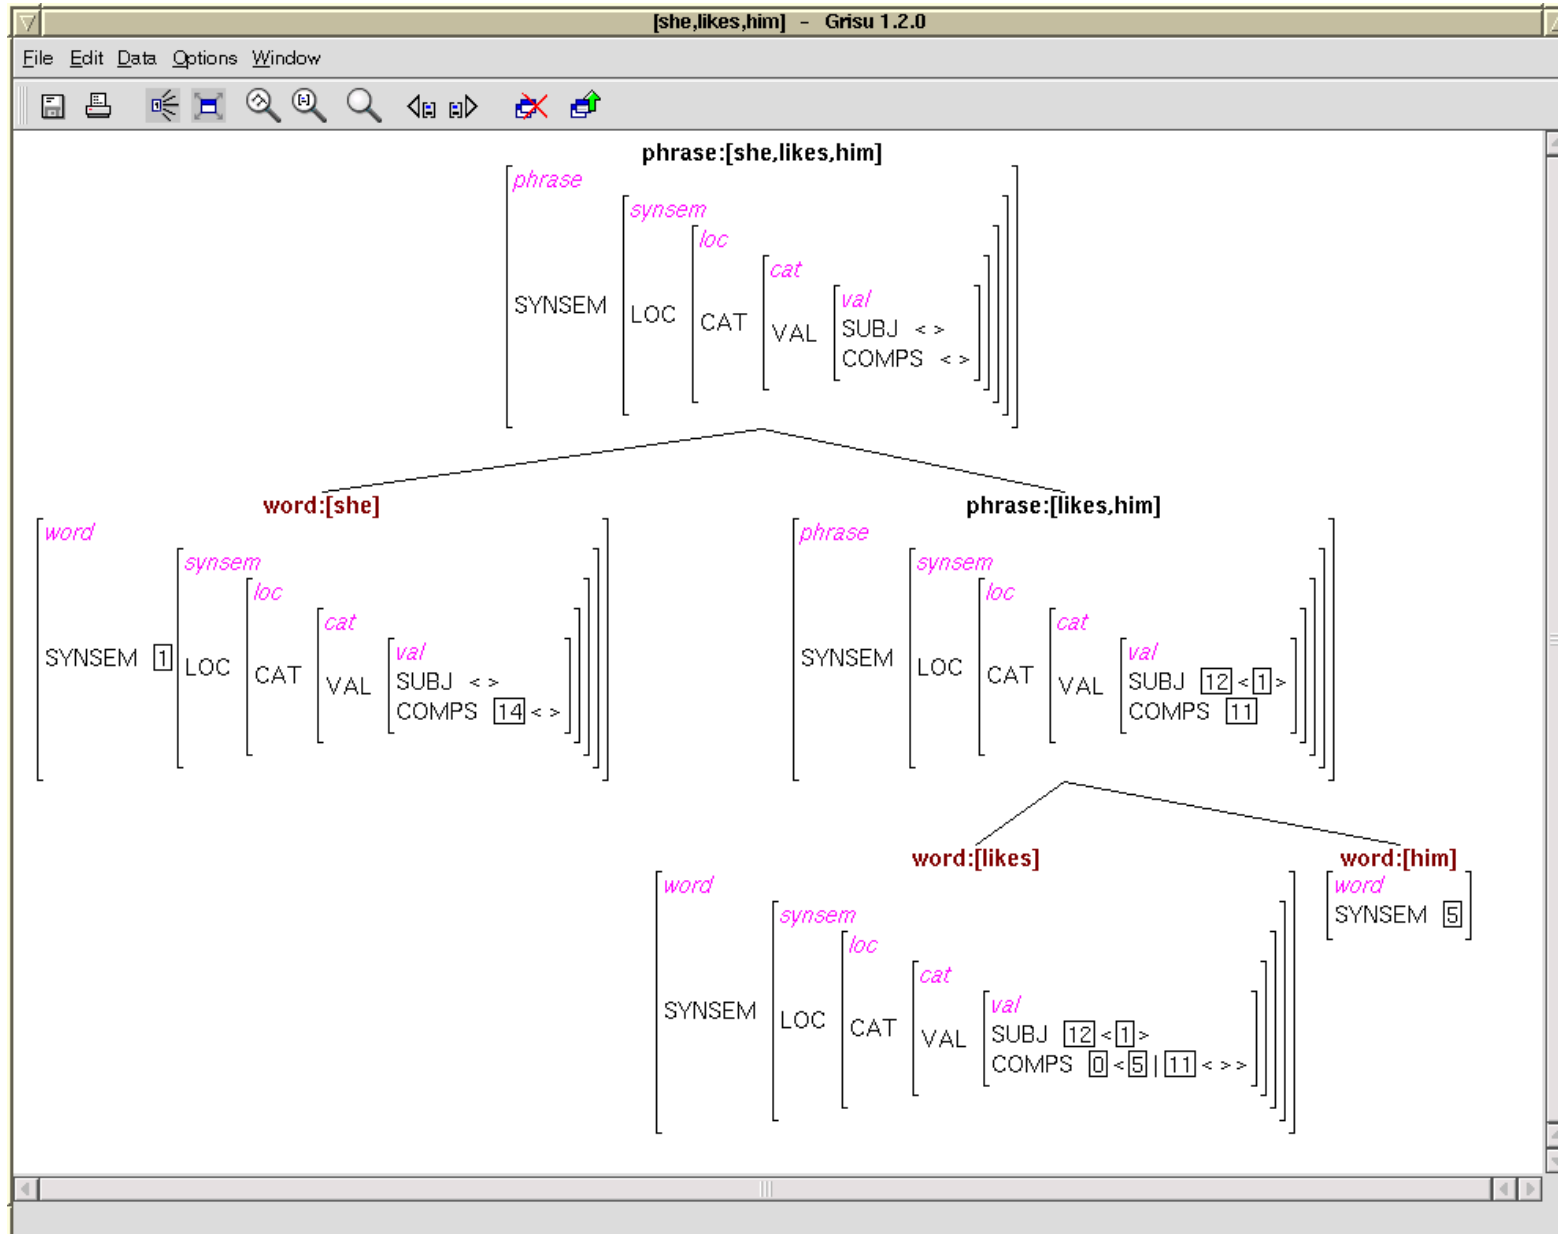 [she,likes,him] - Grisu 1.2.0
File Edit Data Options Window
phrase:[she,likes,him]
phrase
synsem
loc
cat
val
SYNSEM LOC CAT VAL SUBJ < >
COMPS < >
word:[she]
word
synsem
loc
cat
val
SYNSEM 1 LOC CAT VAL SUBJ < >
COMPS 14 < >
phrase:[likes,him]
phrase
synsem
loc
cat
val
SYNSEM LOC CAT VAL SUBJ 12 < 1 >
COMPS 11
word:[likes]
word
synsem
loc
cat
val
SYNSEM LOC CAT VAL SUBJ 12 < 1 >
COMPS 0 < 5 | 11 < > >
word:[him]
word
SYNSEM 5